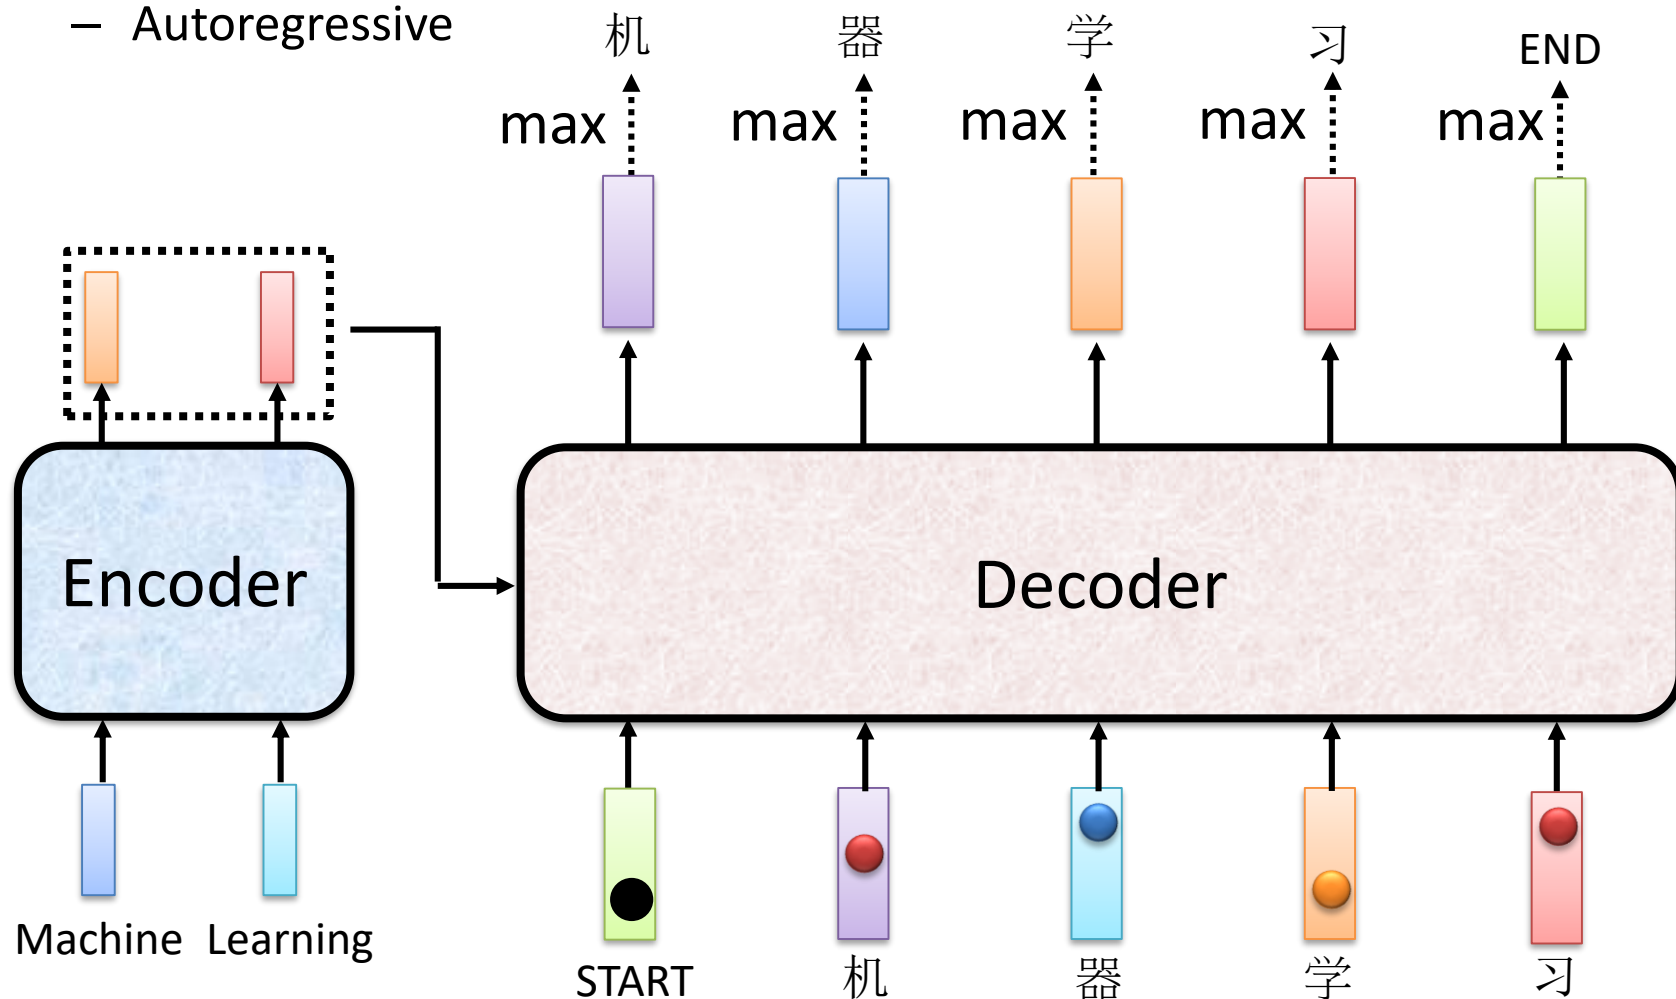 – Autoregressive
机 器 学 习 END
max max max max max
Encoder
Decoder
Machine Learning
START 机 器 学 习